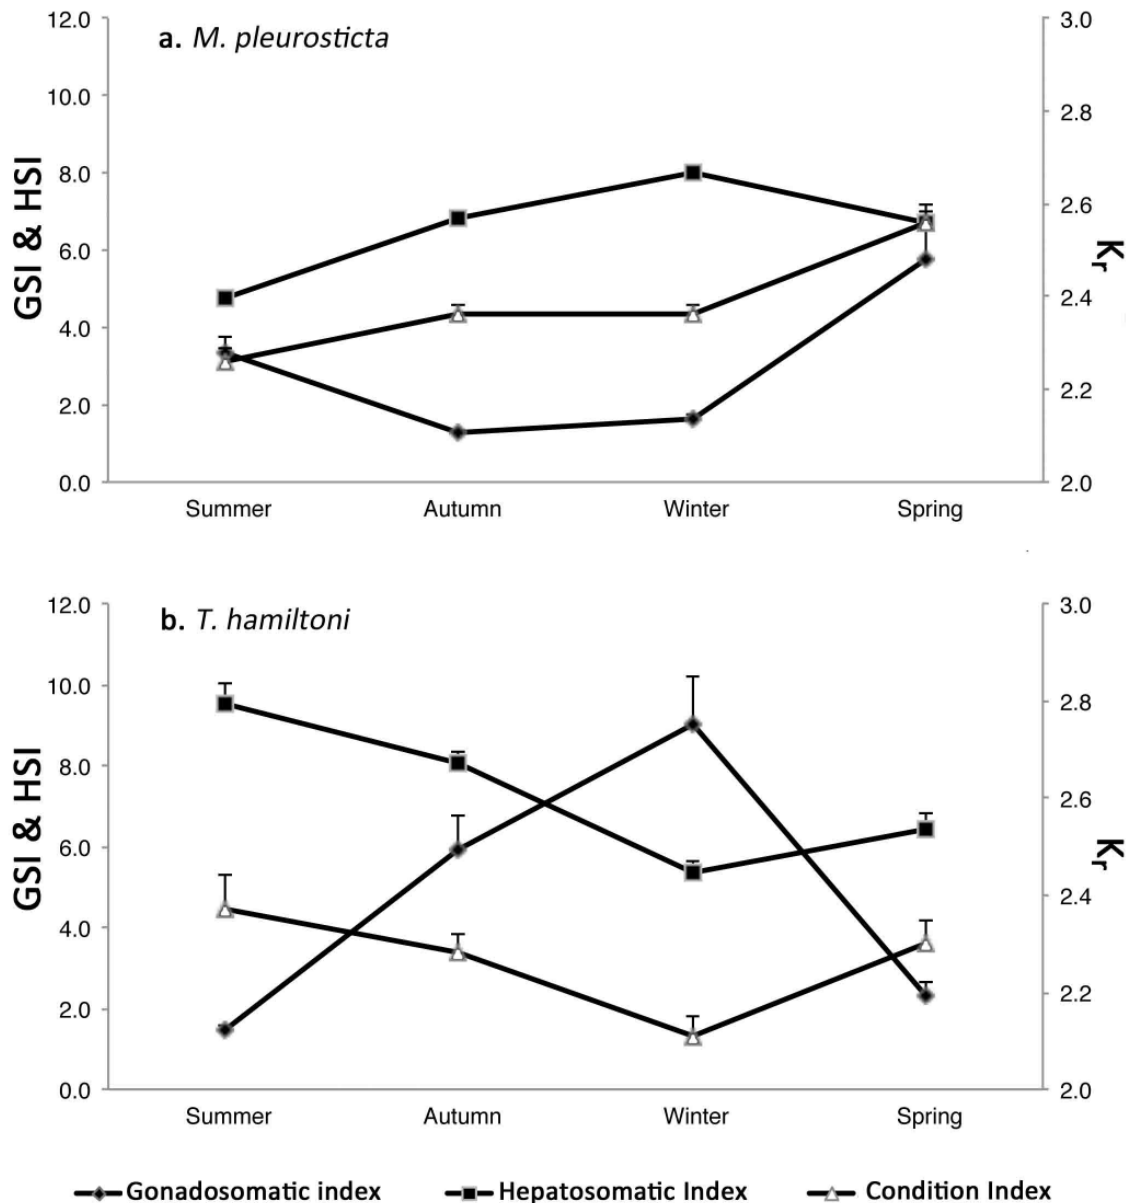 a. M. pleurosticta
12.0
10.0
8.0
6.0
4.0
2.0
0.0
GSI & HSI
3.0
2.8
2.6
2.4
2.2
2.0
Kr
Summer Autumn Winter Spring
b. T. hamiltoni
12.0
10.0
8.0
6.0
4.0
2.0
0.0
GSI & HSI
3.0
2.8
2.6
2.4
2.2
2.0
Kr
Summer Autumn Winter Spring
Gonadosomatic index Hepatosomatic Index Condition Index